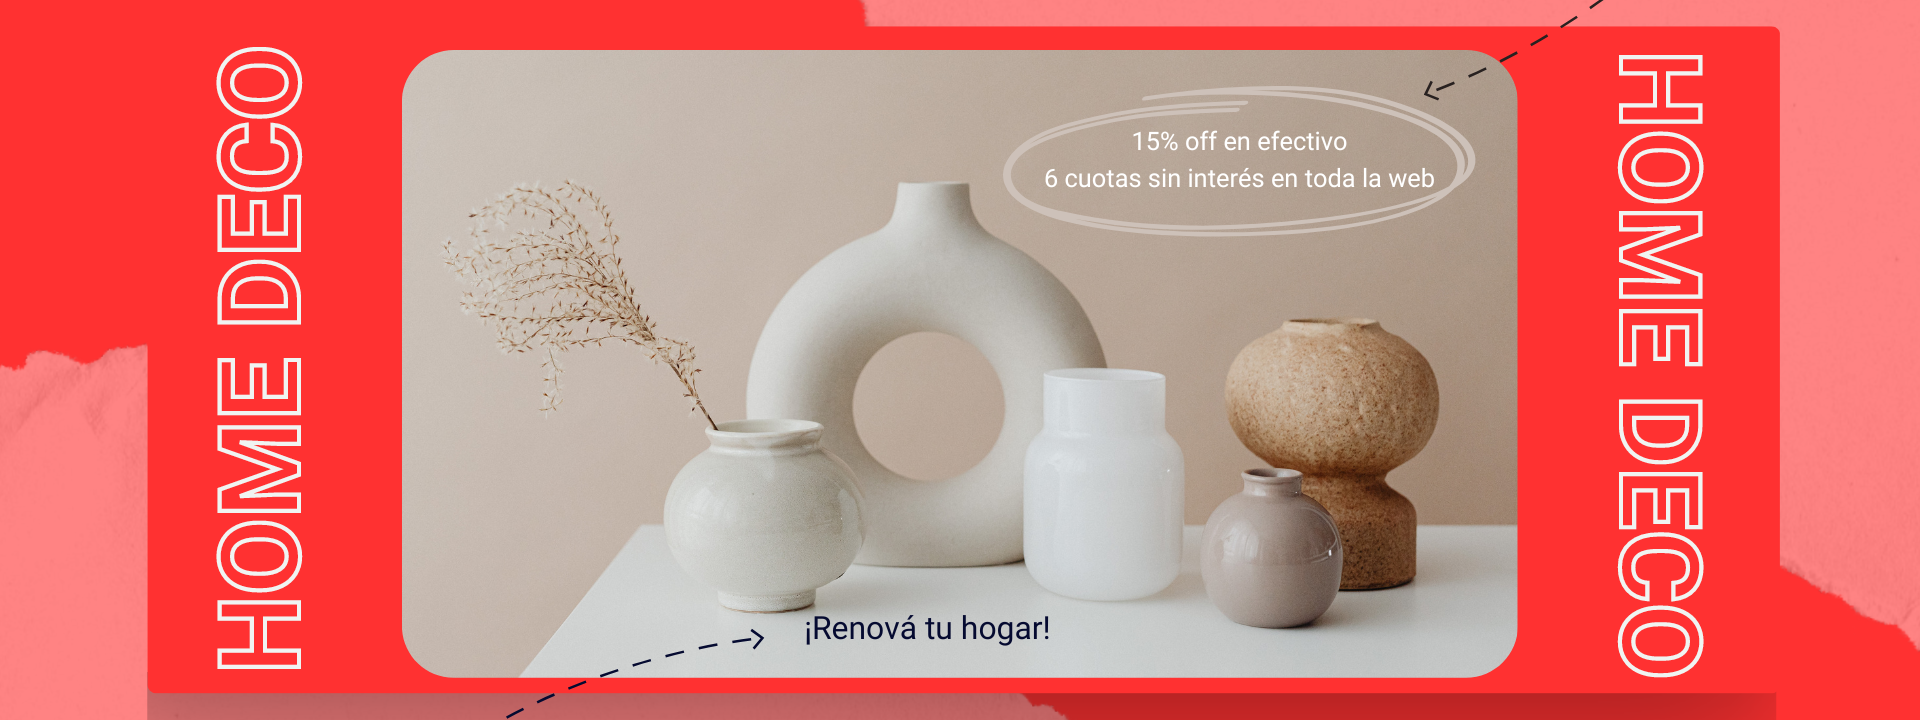 HOME DECO
15% off en efectivo
6 cuotas sin interés en toda la web
¡Renová tu hogar!
HOME DECO